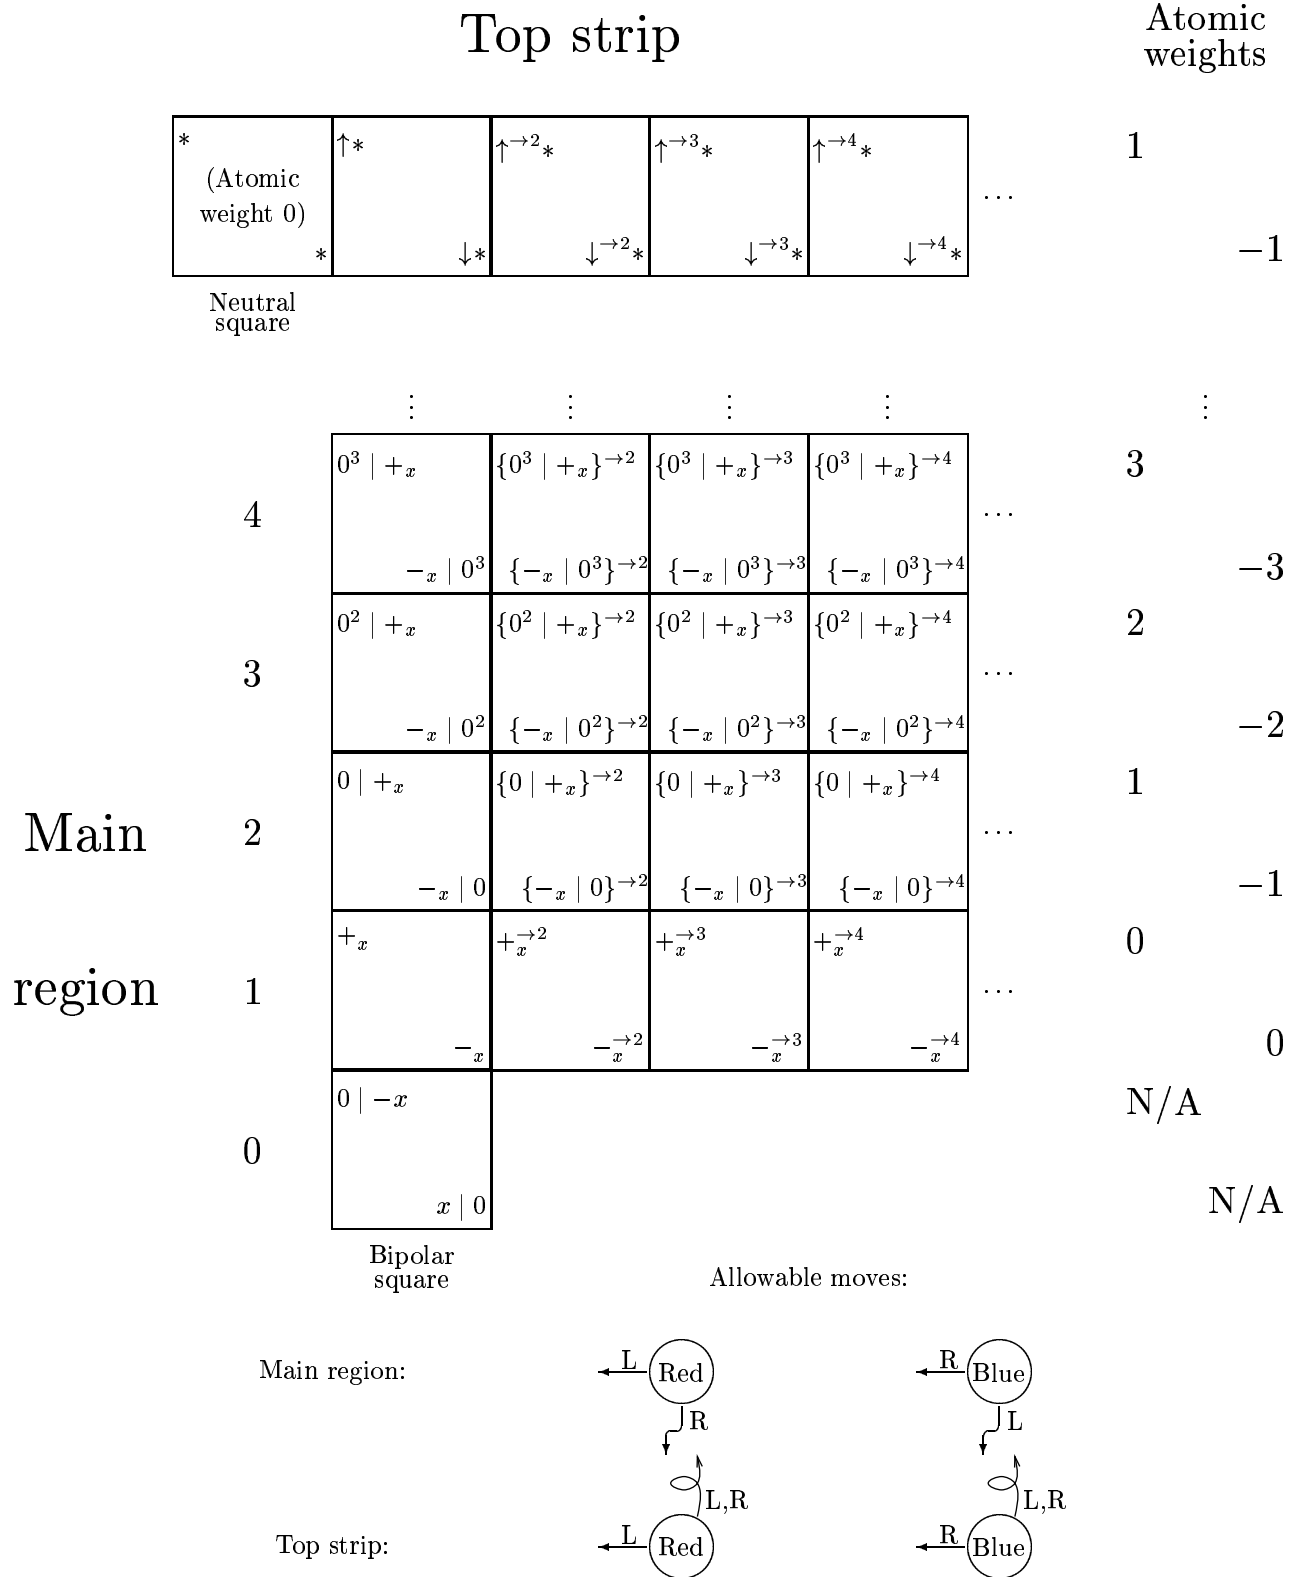 Top strip
Atomic
weights
* ↑* ↑→2* ↑→3* ↑→4* 1
(Atomic
weight 0)
...
* ↓* ↓→2* ↓→3* ↓→4* −1
Neutral
square
⋮ ⋮ ⋮ ⋮ ⋮
0³ | +ₓ {0³ | +ₓ}→2 {0³ | +ₓ}→3 {0³ | +ₓ}→4 3
4 ...
−ₓ | 0³ {−ₓ | 0³}→2 {−ₓ | 0³}→3 {−ₓ | 0³}→4 −3
0² | +ₓ {0² | +ₓ}→2 {0² | +ₓ}→3 {0² | +ₓ}→4 2
3 ...
−ₓ | 0² {−ₓ | 0²}→2 {−ₓ | 0²}→3 {−ₓ | 0²}→4 −2
0 | +ₓ {0 | +ₓ}→2 {0 | +ₓ}→3 {0 | +ₓ}→4 1
Main 2 ...
−ₓ | 0 {−ₓ | 0}→2 {−ₓ | 0}→3 {−ₓ | 0}→4 −1
+ₓ +ₓ→2 +ₓ→3 +ₓ→4 0
region 1 ...
−ₓ −ₓ→2 −ₓ→3 −ₓ→4 0
0 | −x N/A
0
x | 0 N/A
Bipolar
square
Allowable moves:
Main region: L Red R Blue
R L
L,R L,R
Top strip: L Red R Blue